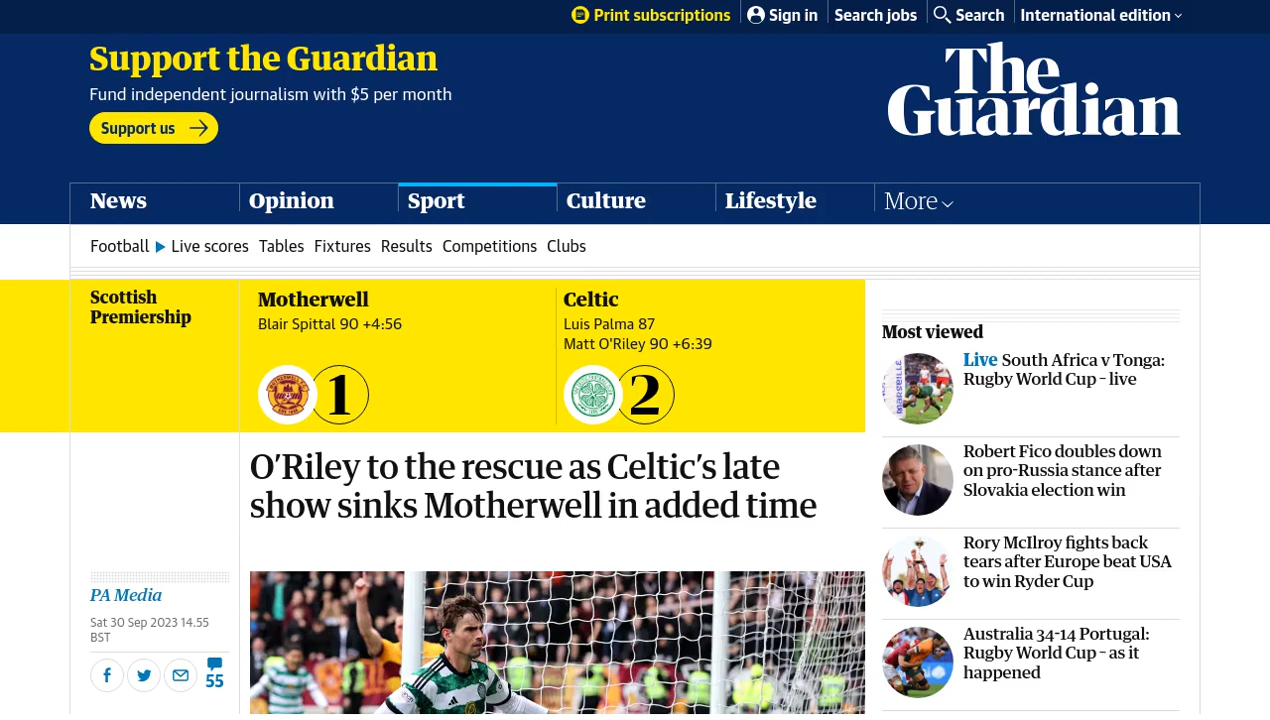 Print subscriptions
Sign in
Search jobs
Search
International edition
Support the Guardian
Fund independent journalism with $5 per month
Support us
The
Guardian
News
Opinion
Sport
Culture
Lifestyle
More
Football
Live scores
Tables
Fixtures
Results
Competitions
Clubs
Scottish
Premiership
Motherwell
Blair Spittal 90 +4:56
1
Celtic
Luis Palma 87
Matt O'Riley 90 +6:39
2
O’Riley to the rescue as Celtic’s late
show sinks Motherwell in added time
PA Media
Sat 30 Sep 2023 14.55
BST
55
Most viewed
Live South Africa v Tonga:
Rugby World Cup – live
Robert Fico doubles down
on pro-Russia stance after
Slovakia election win
Rory McIlroy fights back
tears after Europe beat USA
to win Ryder Cup
Australia 34-14 Portugal:
Rugby World Cup – as it
happened